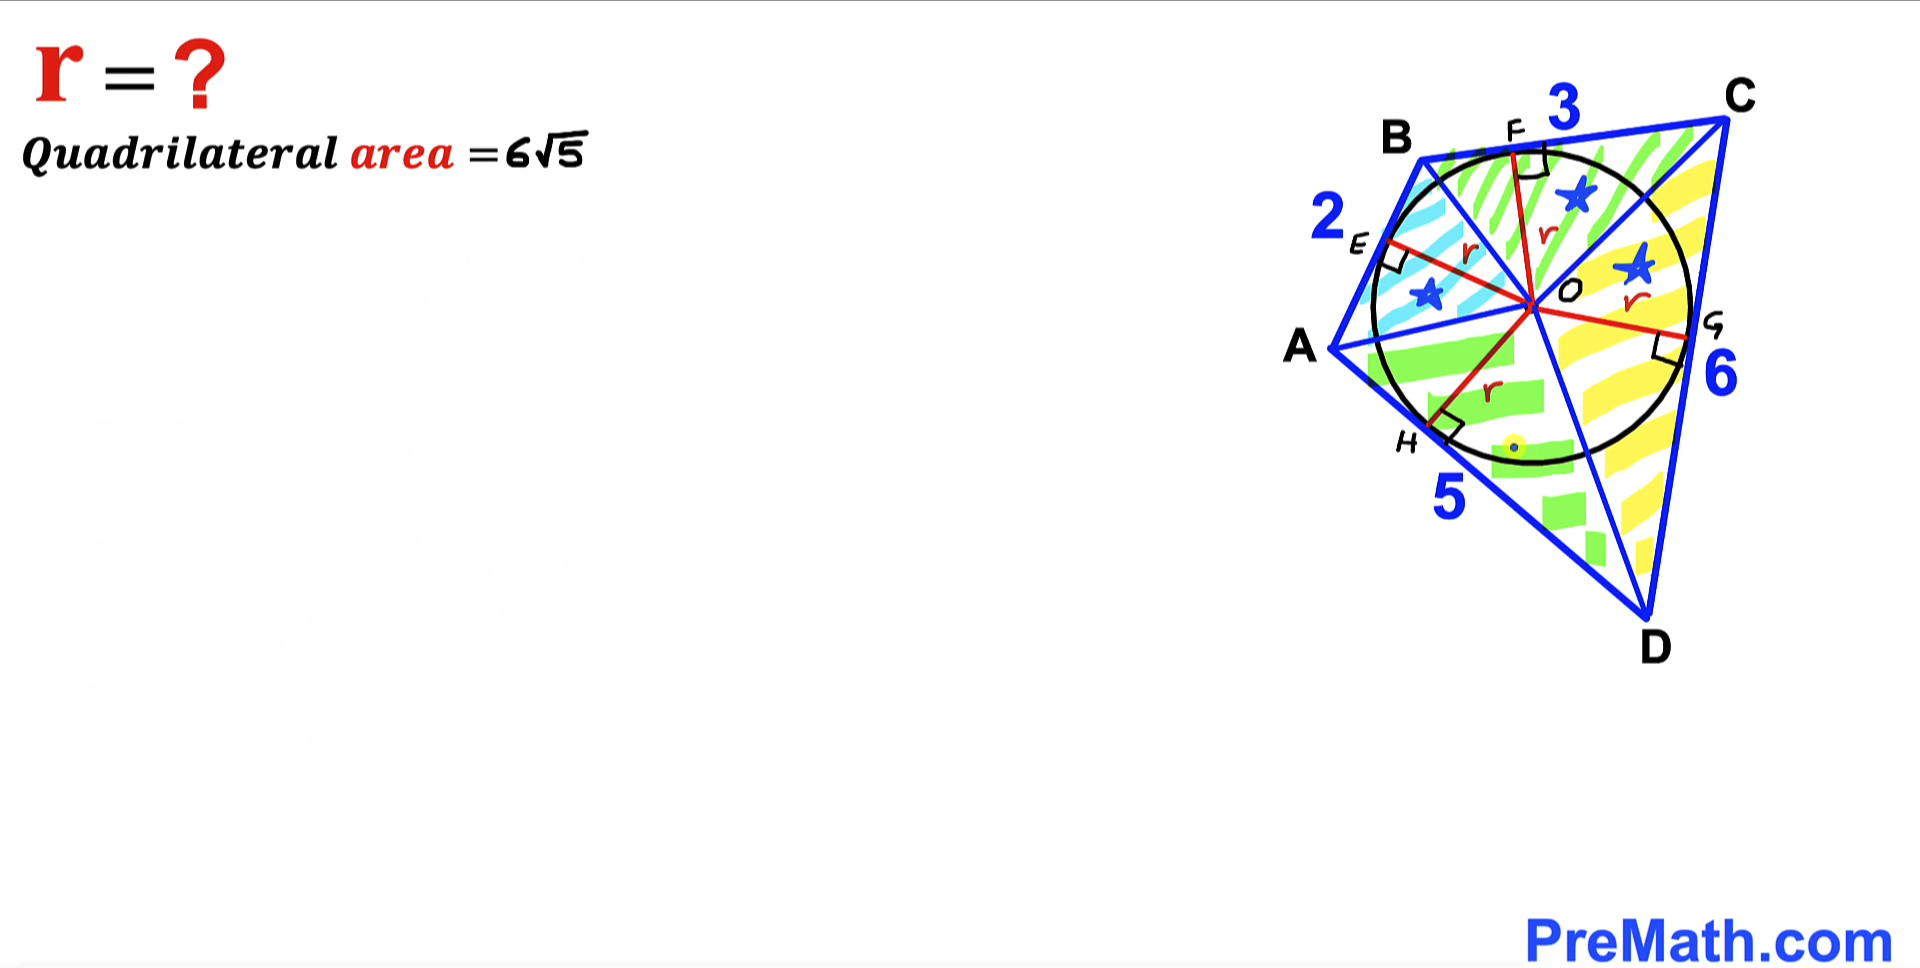 r = ?
Quadrilateral area = 6√5
C
3
F
B
2
E
r
r
O
r
G
A
6
r
H
5
D
PreMath.com